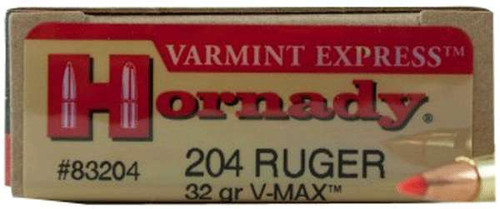 VARMINT EXPRESS™
Hornady®
#83204 204 RUGER
32 gr V-MAX™